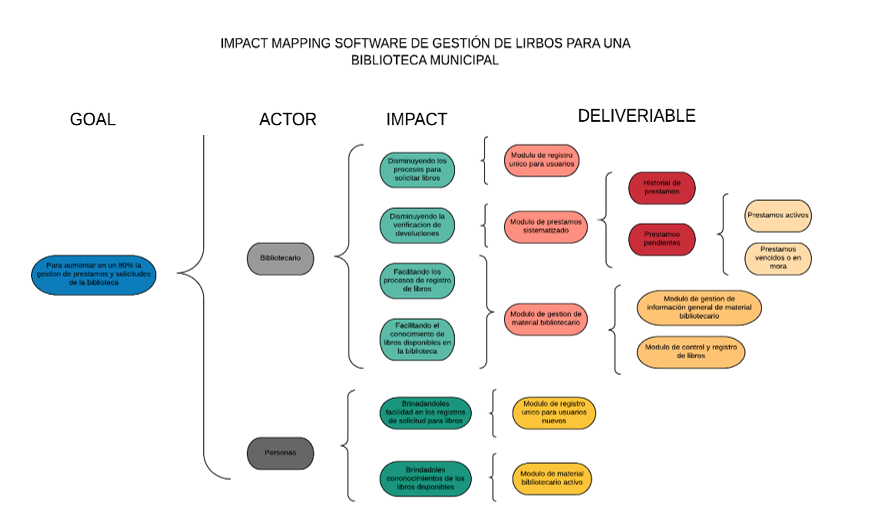 IMPACT MAPPING SOFTWARE DE GESTIÓN DE LIRBOS PARA UNA
BIBLIOTECA MUNICIPAL
GOAL
ACTOR
IMPACT
DELIVERIABLE
Para aumentar en un 80% la
gestion de prestamos y solicitudes
de la biblioteca
Bibliotecario
Disminuyendo los
procesos para
solicitar libros
Modulo de registro
unico para usuarios
Disminuyendo la
verificacion de
devoluciones
Modulo de prestamos
sistematizado
Historial de
prestamos
Prestamos
pendientes
Prestamos activos
Prestamos
vencidos o en
mora
Facilitando los
procesos de registro
de libros
Facilitando el
conocimiento de
libros disponibles en
la biblioteca
Modulo de gestion de
material bibliotecario
Modulo de gestion de
información general de material
bibliotecario
Modulo de control y registro
de libros
Personas
Brinadandoles
facilidad en los registros
de solicitud para libros
Modulo de registro
unico para usuarios
nuevos
Brindadoles
cononocimientos de los
libros disponibles
Modulo de material
bibliotecario activo